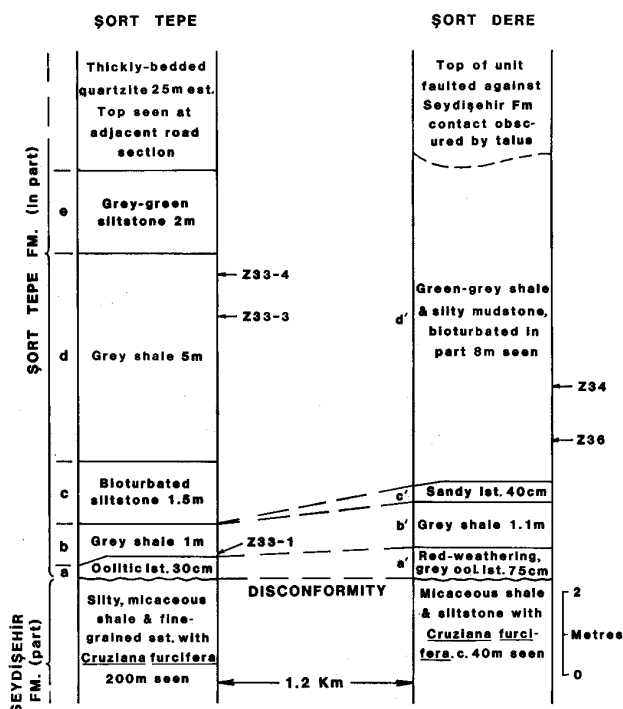 ŞORT TEPE
Thickly-bedded
quartzite 25m est.
Top seen at
adjacent road
section
e
Grey-green
siltstone 2m
Z33-4
Z33-3
d
Grey shale 5m
c
Bioturbated
siltstone 1.5m
b
Grey shale 1m
Z33-1
a
Oolitic lst. 30cm
ŞORT TEPE FM. (in part)
Silty, micaceous
shale & fine-
grained sst. with
Cruziana furcifera
200m seen
SEYDİŞEHİR
FM. (part)
DISCONFORMITY
1.2 Km
ŞORT DERE
Top of unit
faulted against
Seydişehir Fm
contact obsc-
ured by talus
d′
Green-grey shale
& silty mudstone,
bioturbated in
part 8m seen
Z34
Z36
c′
Sandy lst. 40cm
b′
Grey shale 1.1m
a′
Red-weathering,
grey ool. lst. 75cm
Micaceous shale
& siltstone with
Cruziana furci-
fera. c. 40m seen
2
Metres
0